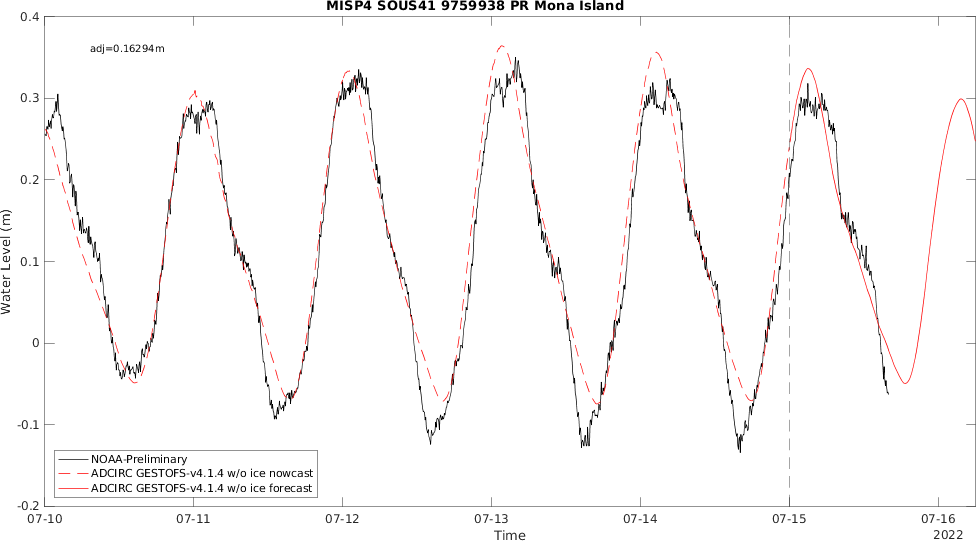 MISP4 SOUS41 9759938 PR Mona Island
0.4
adj=0.16294m
0.3
0.2
0.1
0
-0.1
-0.2
Water Level (m)
NOAA-Preliminary
ADCIRC GESTOFS-v4.1.4 w/o ice nowcast
ADCIRC GESTOFS-v4.1.4 w/o ice forecast
07-10 07-11 07-12 07-13 07-14 07-15 07-16
Time
2022